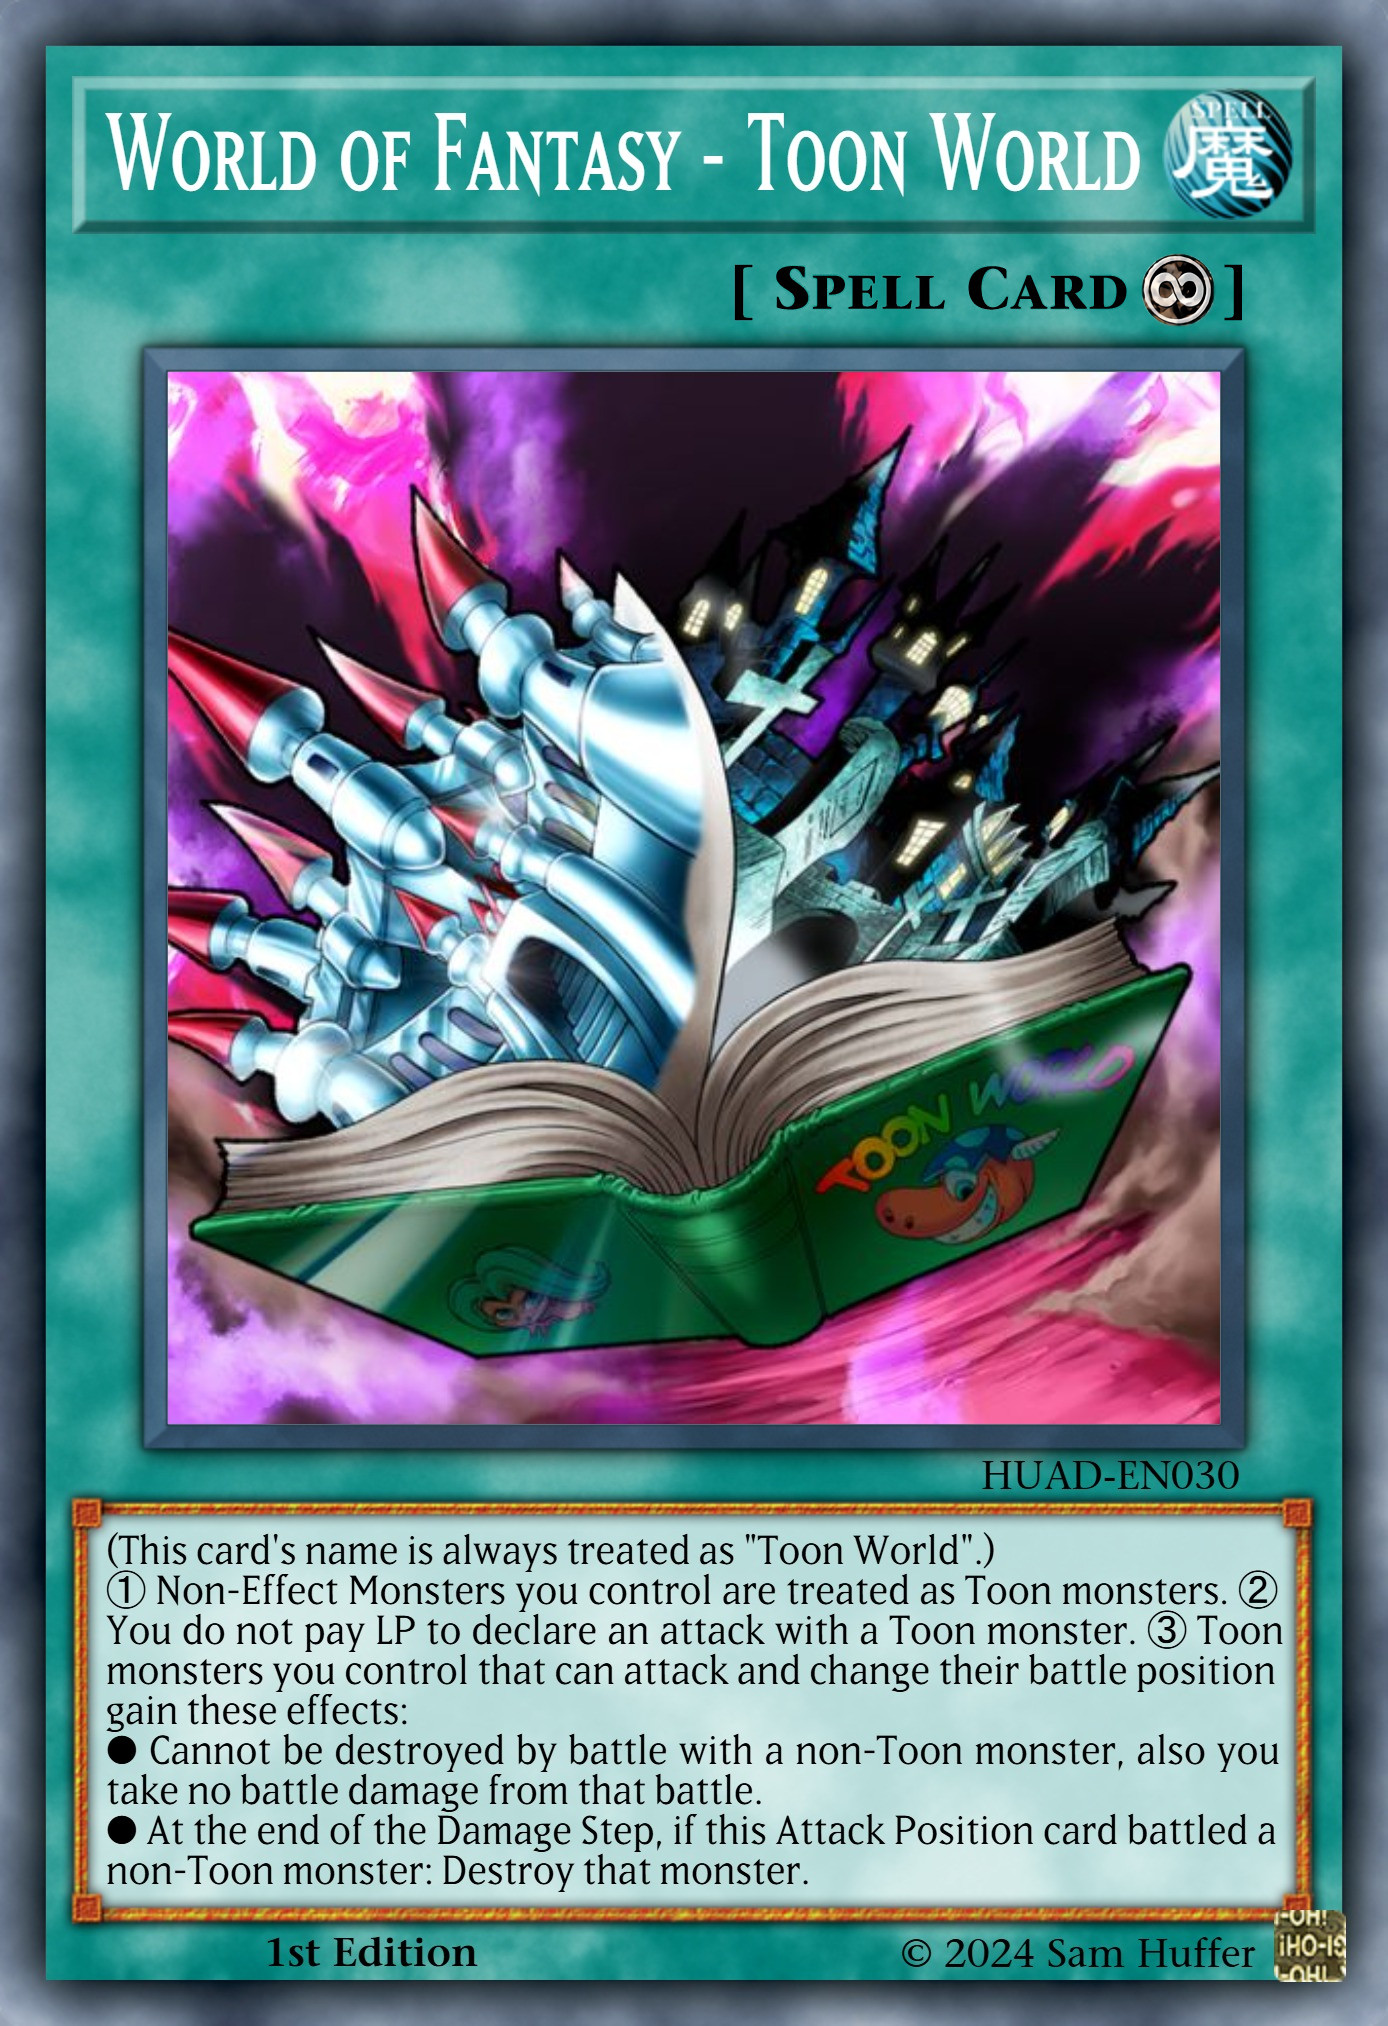 World of Fantasy - Toon World
SPELL
魔
[ Spell Card ]
TOON WORLD
HUAD-EN030
(This card's name is always treated as "Toon World".)
① Non-Effect Monsters you control are treated as Toon monsters. ②
You do not pay LP to declare an attack with a Toon monster. ③ Toon
monsters you control that can attack and change their battle position
gain these effects:
● Cannot be destroyed by battle with a non-Toon monster, also you
take no battle damage from that battle.
● At the end of the Damage Step, if this Attack Position card battled a
non-Toon monster: Destroy that monster.
1st Edition
© 2024 Sam Huffer
-OH!
iHO-IS
-OH!